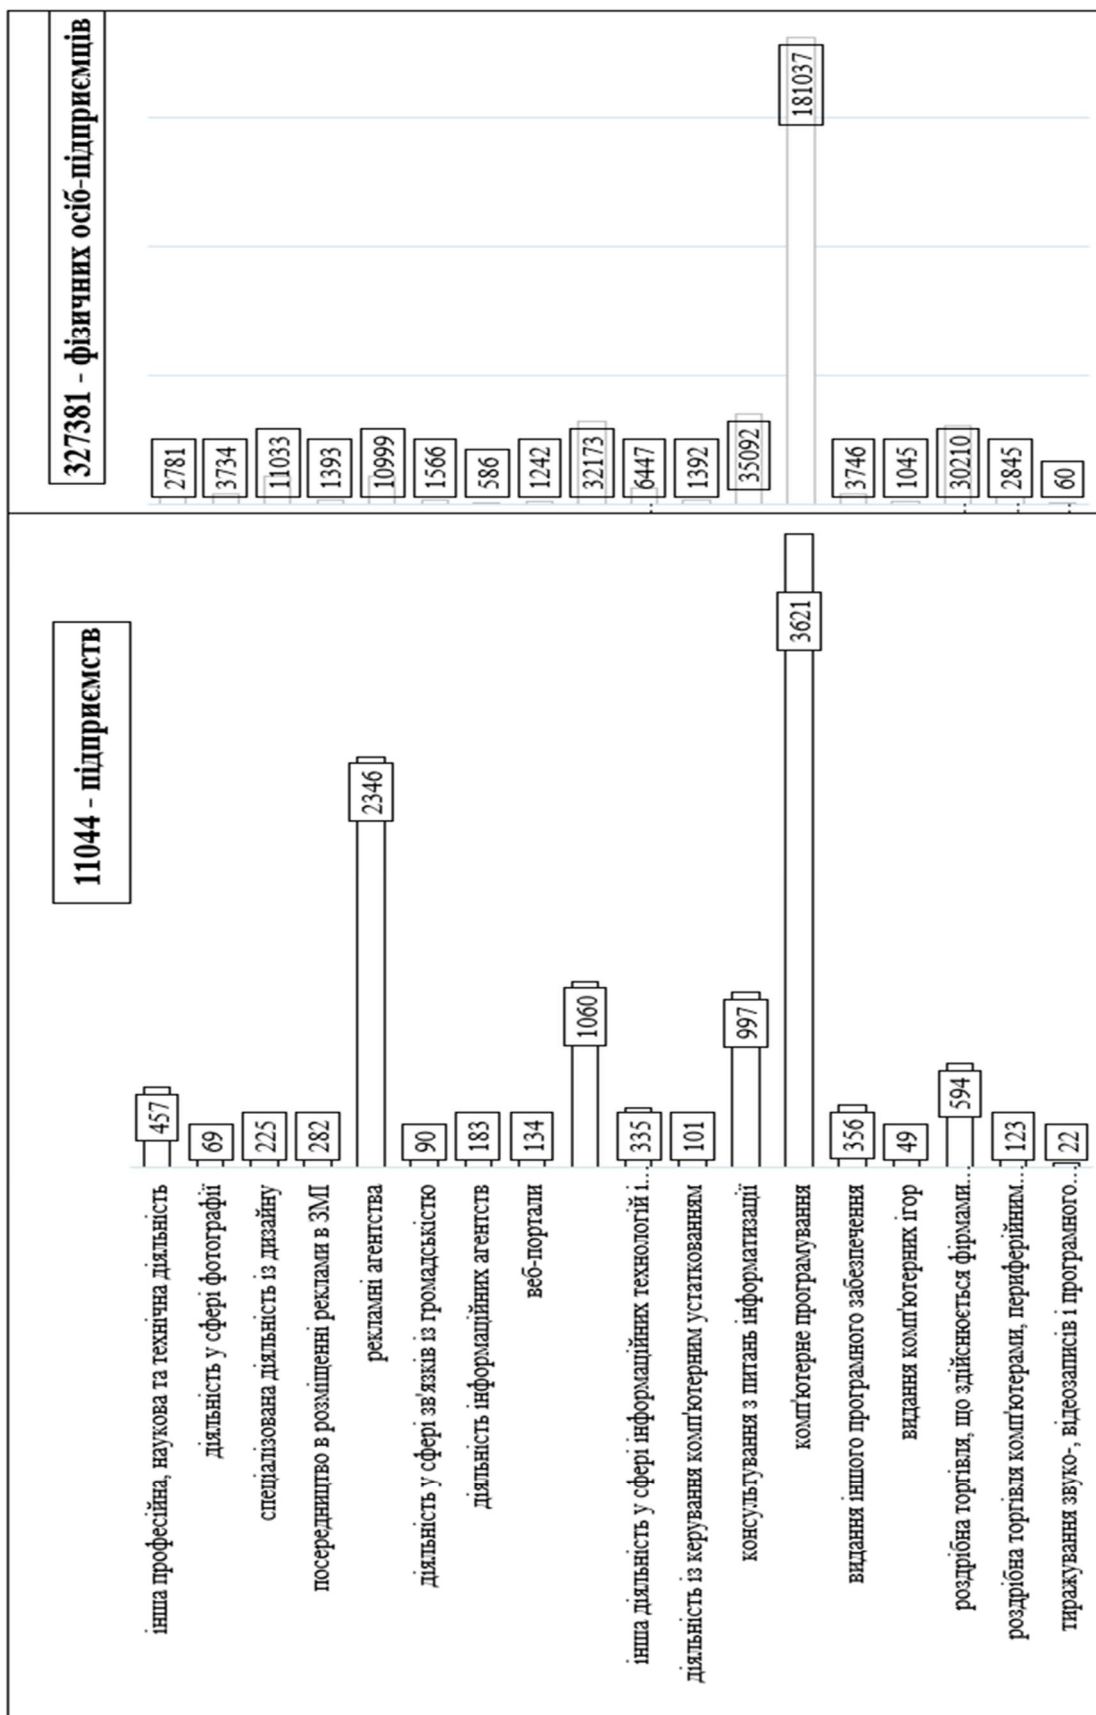 11044 - підприємств
327381 - фізичних осіб-підприємців
інша професійна, наукова та технічна діяльність 457 2781
діяльність у сфері фотографії 69 3734
спеціалізована діяльність із дизайну 225 11033
посередництво в розміщенні реклами в ЗМІ 282 1393
рекламні агентства 2346 10999
діяльність у сфері зв'язків із громадськістю 90 1566
діяльність інформаційних агентств 183 586
веб-портали 134 1242
1060 32173
інша діяльність у сфері інформаційних технологій і... 335 6447
діяльність із керування комп'ютерним устаткованням 101 1392
консультування з питань інформатизації 997 35092
комп'ютерне програмування 3621 181037
видання іншого програмного забезпечення 356 3746
видання комп'ютерних ігор 49 1045
роздрібна торгівля, що здійснюється фірмами... 594 30210
роздрібна торгівля комп'ютерами, периферійним... 123 2845
тиражування звуко-, відеозаписів і програмного... 22 60